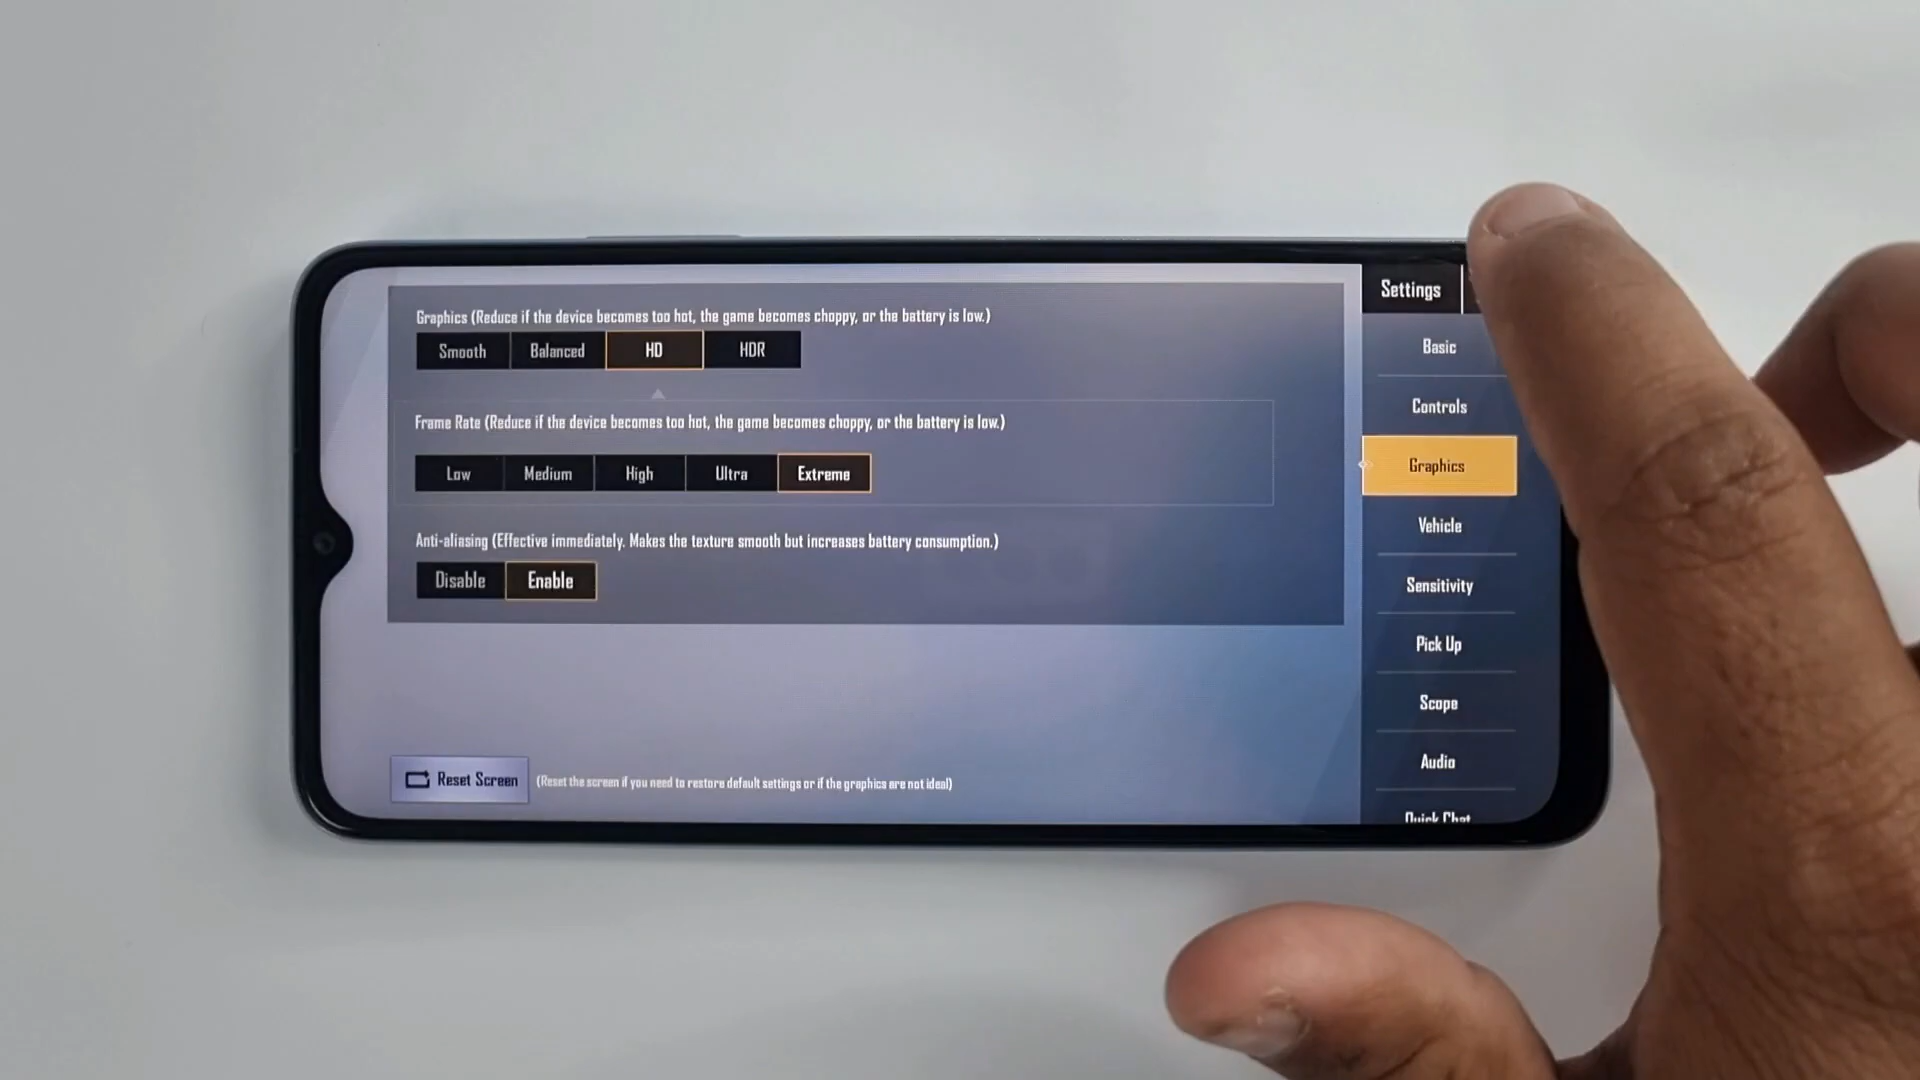 Settings
Graphics (Reduce if the device becomes too hot, the game becomes choppy, or the battery is low.)
Smooth Balanced HD HDR
Frame Rate (Reduce if the device becomes too hot, the game becomes choppy, or the battery is low.)
Low Medium High Ultra Extreme
Anti-aliasing (Effective immediately. Makes the texture smooth but increases battery consumption.)
Disable Enable
Reset Screen (Reset the screen if you need to restore default settings or if the graphics are not ideal)
Basic
Controls
Graphics
Vehicle
Sensitivity
Pick Up
Scope
Audio
Quick Chat